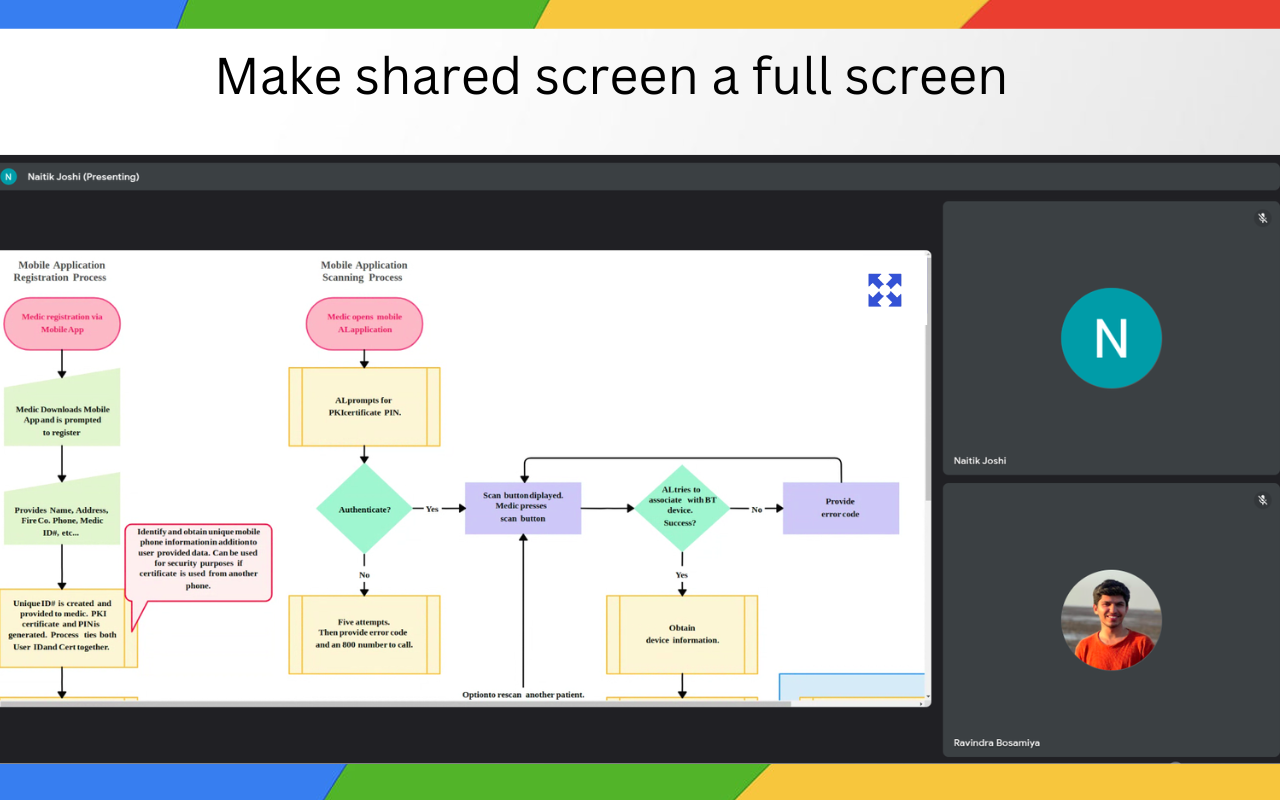 Make shared screen a full screen
N
Naitik Joshi (Presenting)
Mobile Application
Registration Process
Medic registration via
Mobile App
Medic Downloads Mobile
App and is prompted
to register
Provides Name, Address,
Fire Co. Phone, Medic
ID#, etc...
Identify and obtain unique mobile
phone information in addition to
user provided data. Can be used
for security purposes if
certificate is used from another
phone.
Unique ID# is created and
provided to medic. PKI
certificate and PIN is
generated. Process ties both
User ID and Cert together.
Mobile Application
Scanning Process
Medic opens mobile
AL application
AL prompts for
PKI certificate PIN.
Authenticate?
Yes
No
Five attempts.
Then provide error code
and an 800 number to call.
Scan button diplayed.
Medic presses
scan button
Option to rescan another patient.
AL tries to
associate with BT
device.
Success?
No
Provide
error code
Yes
Obtain
device information.
N
Naitik Joshi
Ravindra Bosamiya